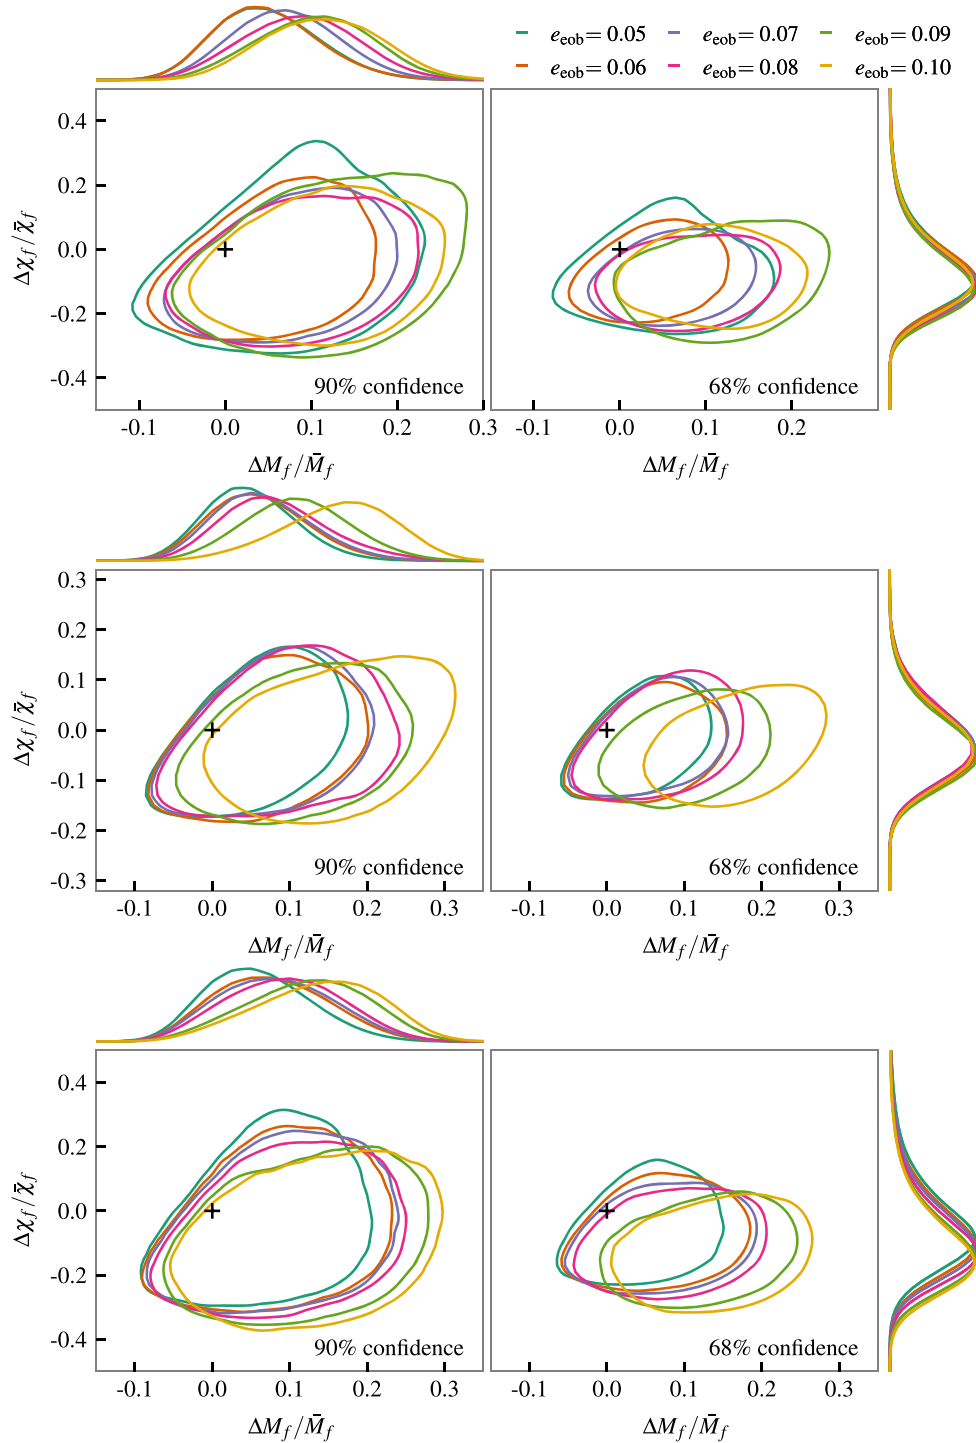 e_eob = 0.05 e_eob = 0.07 e_eob = 0.09
e_eob = 0.06 e_eob = 0.08 e_eob = 0.10
0.4
0.2
0.0
-0.2
-0.4
Δχ_f/χ̄_f
90% confidence
68% confidence
-0.1 0.0 0.1 0.2 0.3
-0.1 0.0 0.1 0.2
ΔM_f/M̄_f
ΔM_f/M̄_f
0.3
0.2
0.1
0.0
-0.1
-0.2
-0.3
Δχ_f/χ̄_f
90% confidence
68% confidence
-0.1 0.0 0.1 0.2 0.3
-0.1 0.0 0.1 0.2 0.3
ΔM_f/M̄_f
ΔM_f/M̄_f
0.4
0.2
0.0
-0.2
-0.4
Δχ_f/χ̄_f
90% confidence
68% confidence
-0.1 0.0 0.1 0.2 0.3
-0.1 0.0 0.1 0.2 0.3
ΔM_f/M̄_f
ΔM_f/M̄_f